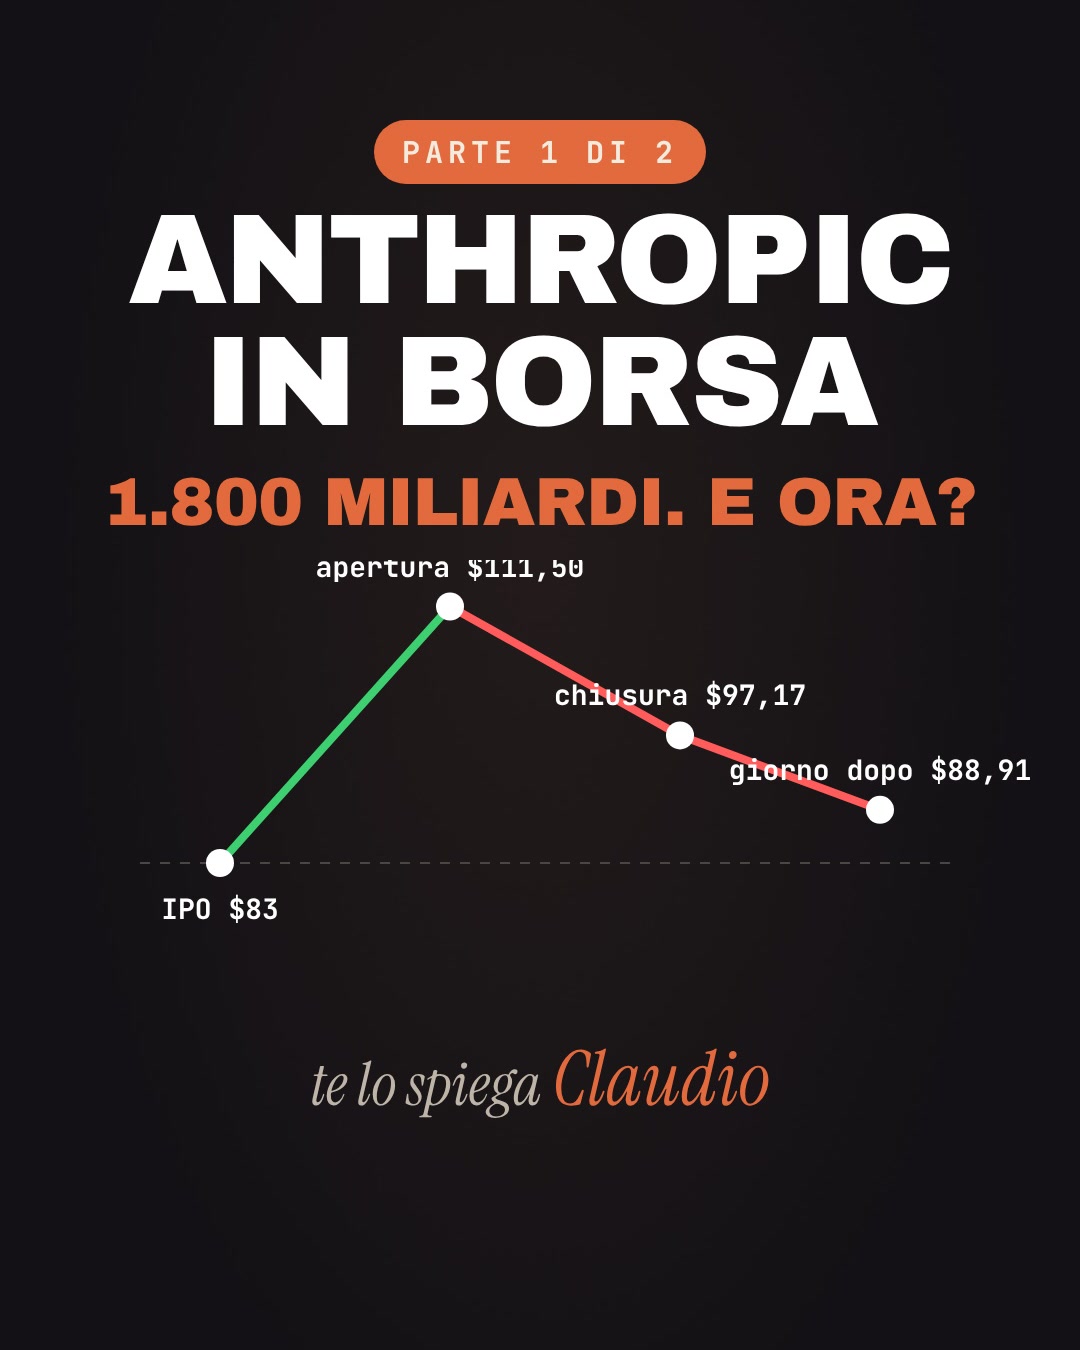 PARTE 1 DI 2
ANTHROPIC
IN BORSA
1.800 MILIARDI. E ORA?
apertura $111,50
chiusura $97,17
giorno dopo $88,91
IPO $83
te lo spiega Claudio